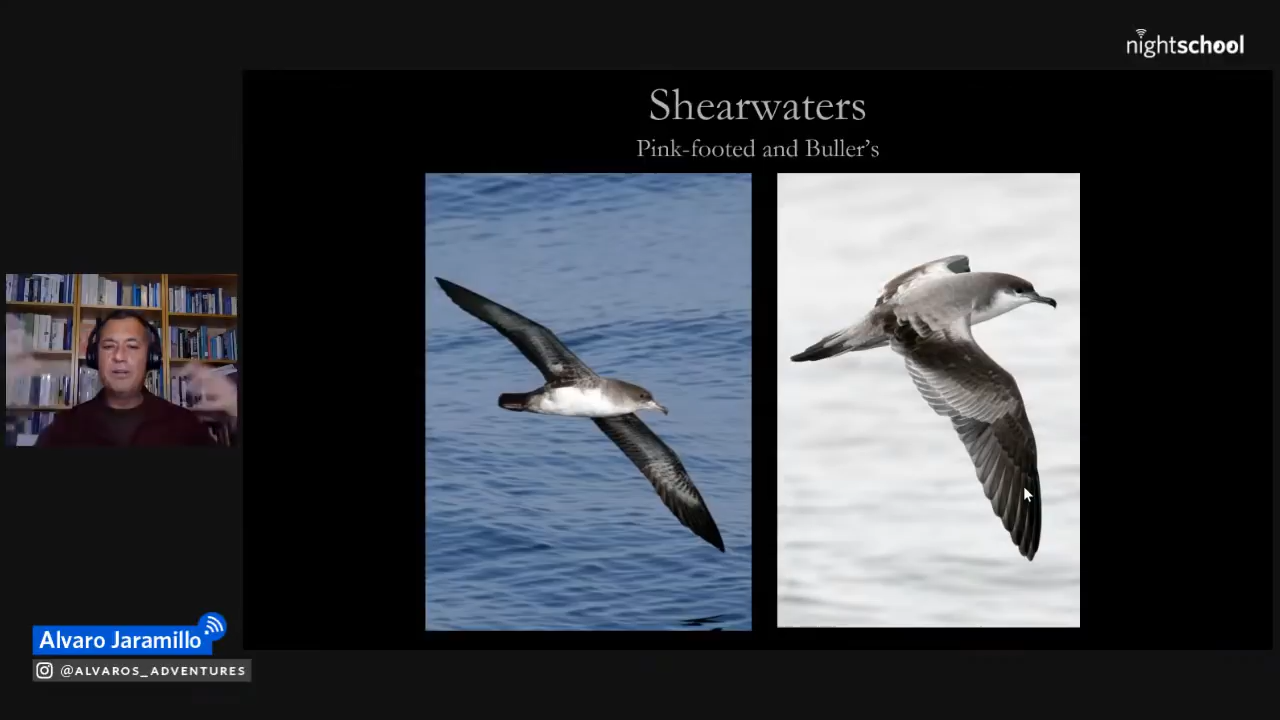 nightschool
Shearwaters
Pink-footed and Buller's
Alvaro Jaramillo
@ALVAROS_ADVENTURES